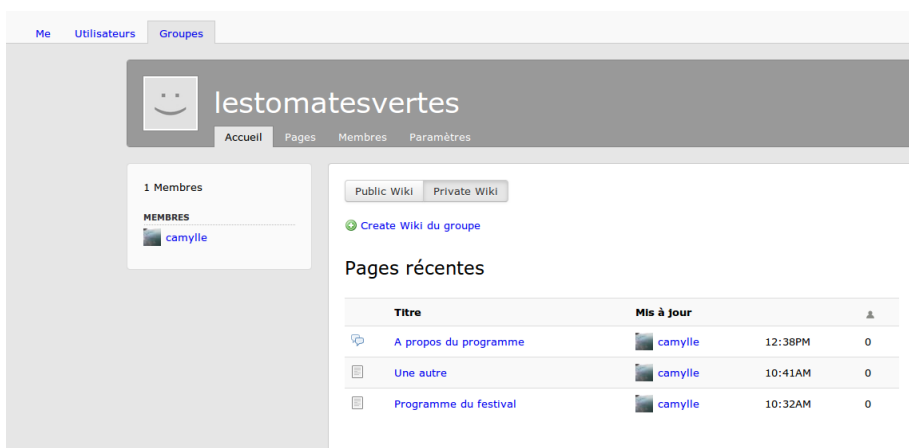 Me Utilisateurs Groupes
lestomatesvertes
Accueil Pages Membres Paramètres
1 Membres
MEMBRES
camylle
Public Wiki Private Wiki
Create Wiki du groupe
Pages récentes
Titre Mis à jour
A propos du programme camylle 12:38PM 0
Une autre camylle 10:41AM 0
Programme du festival camylle 10:32AM 0